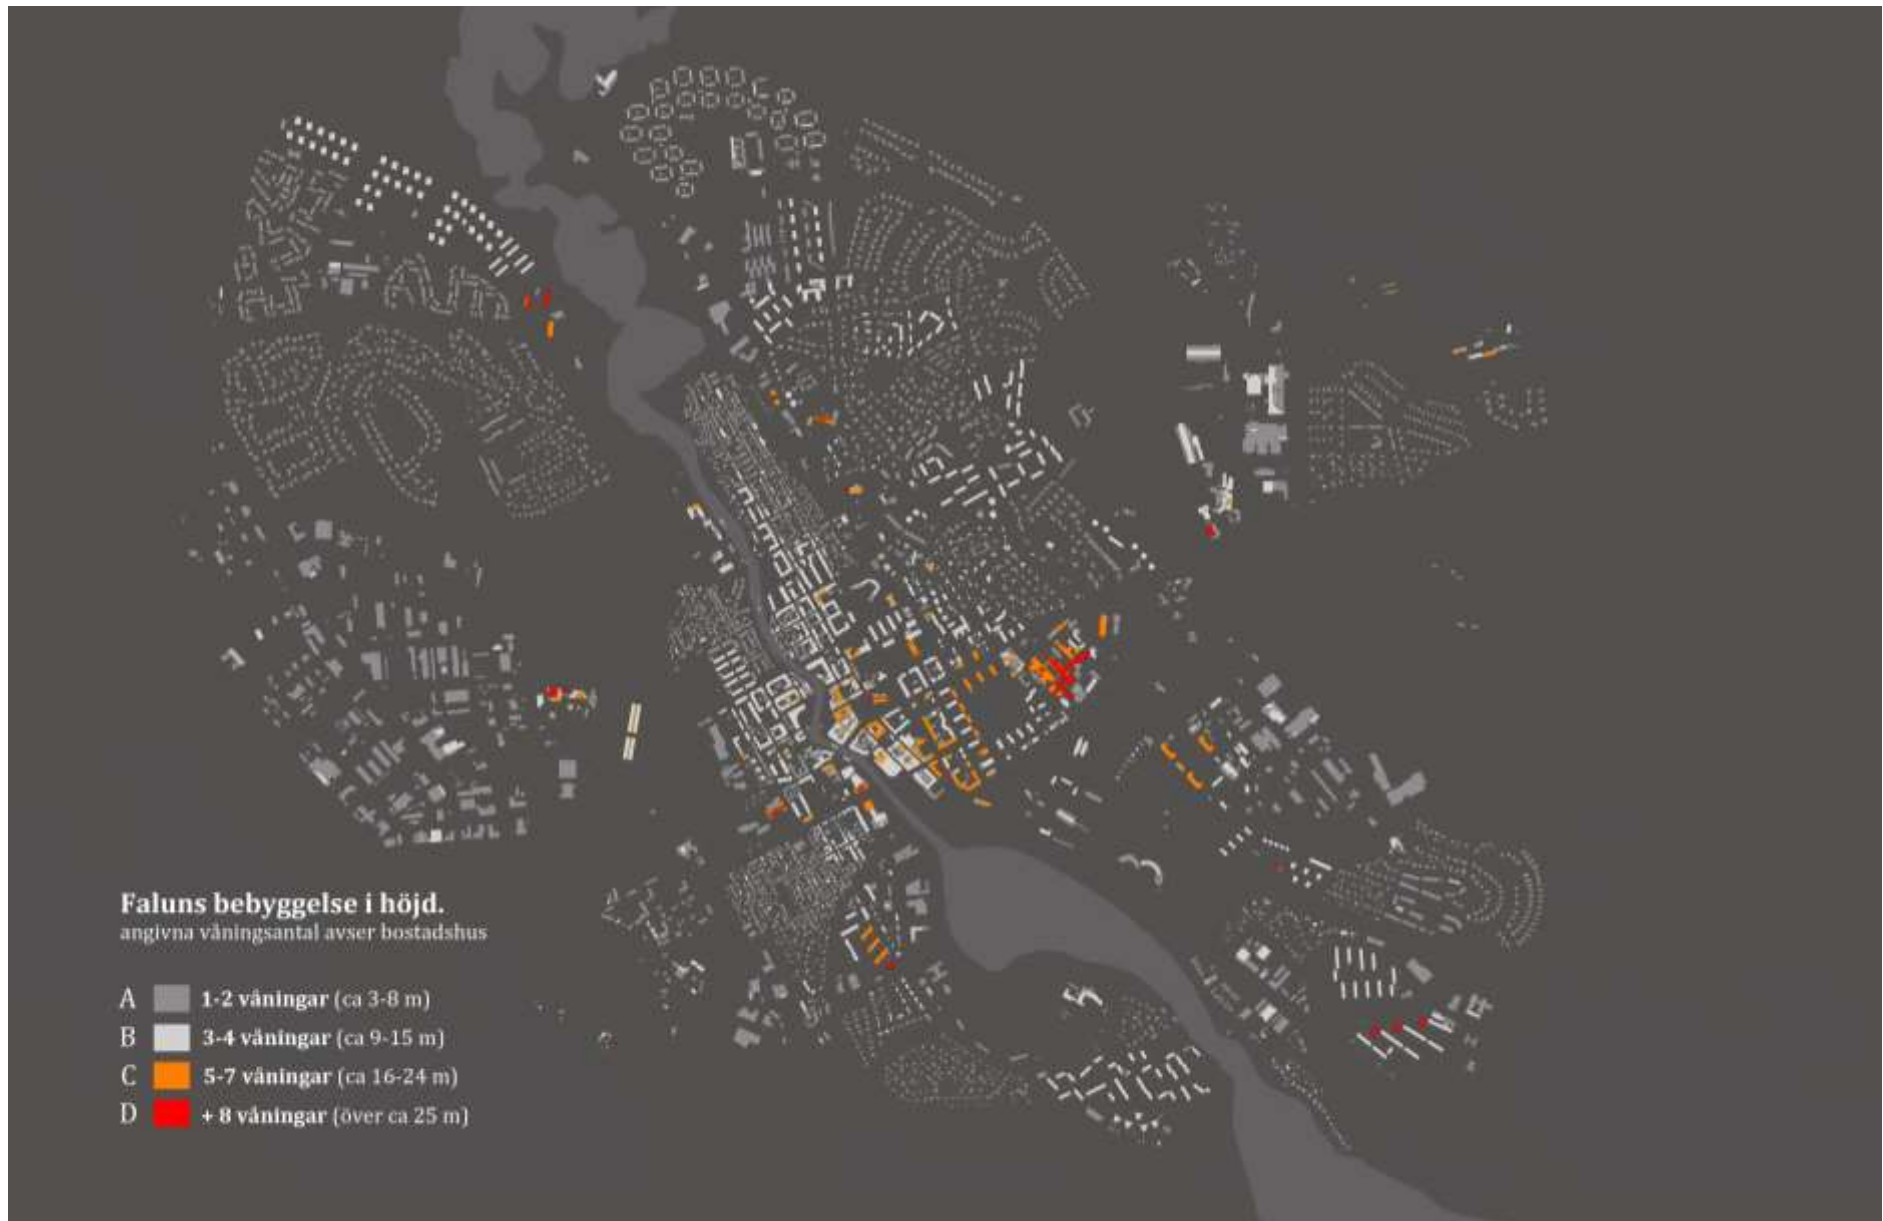 Faluns bebyggelse i höjd.
angivna våningsantal avser bostadshus
A 1-2 våningar (ca 3-8 m)
B 3-4 våningar (ca 9-15 m)
C 5-7 våningar (ca 16-24 m)
D + 8 våningar (över ca 25 m)